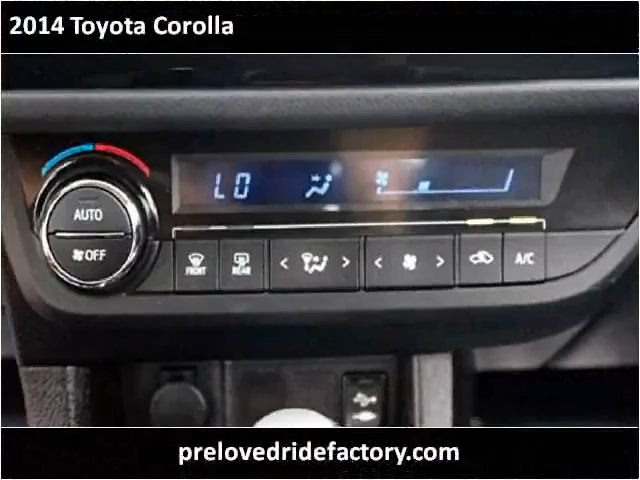 2014 Toyota Corolla
LO
AUTO
OFF
FRONT
REAR
< >
< >
A/C
prelovedridefactory.com